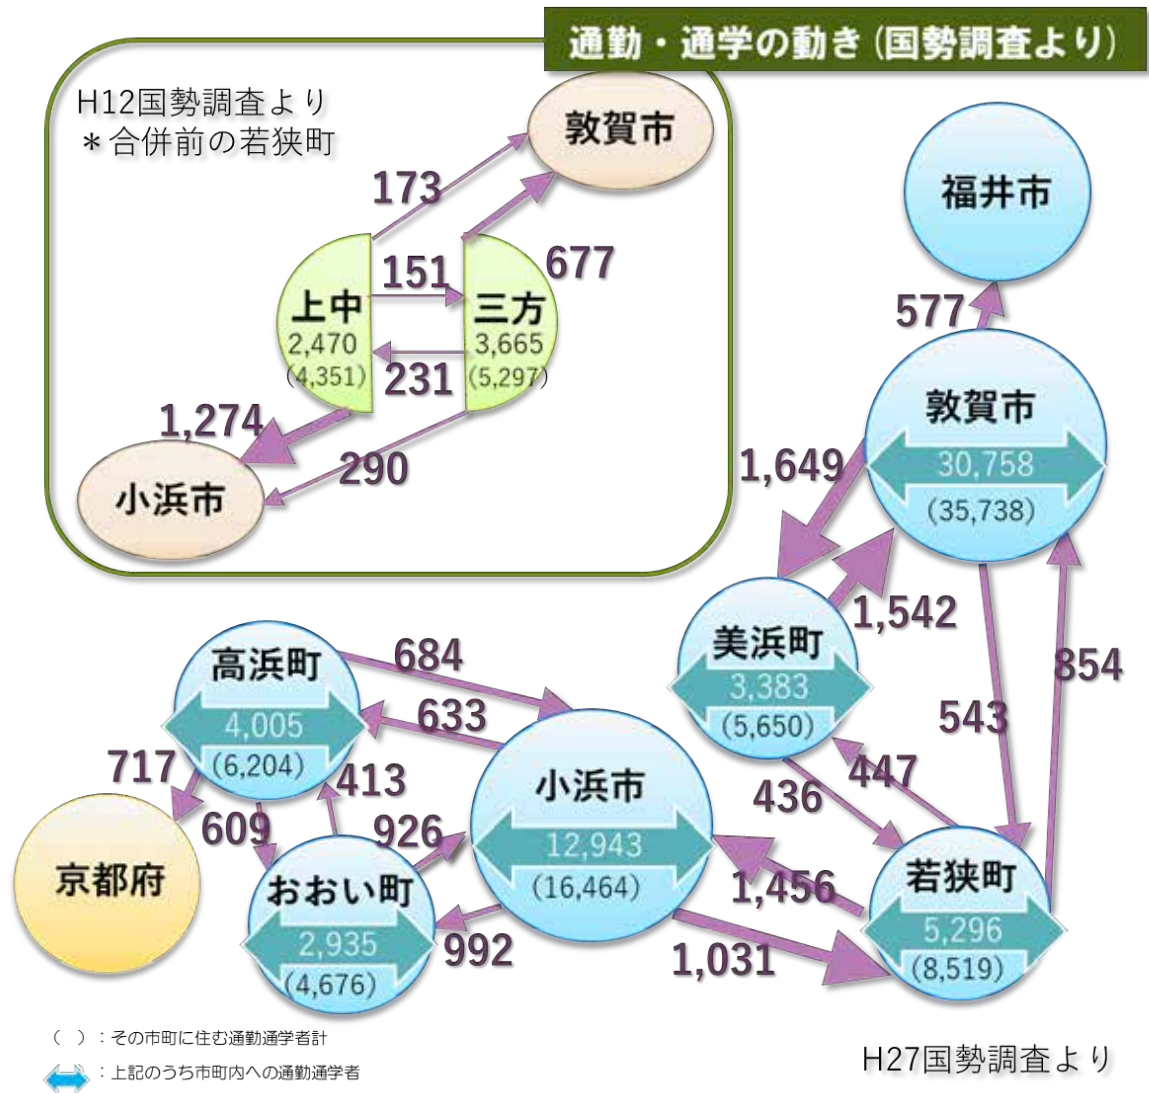 通勤・通学の動き(国勢調査より)
H12国勢調査より
＊合併前の若狭町
敦賀市
173
677
151
上中
2,470
(4,351)
三方
3,665
(5,297)
231
1,274
290
小浜市
福井市
577
敦賀市
30,758
(35,738)
1,649
1,542
美浜町
3,383
(5,650)
854
543
447
436
高浜町
4,005
(6,204)
684
633
717
413
609
926
小浜市
12,943
(16,464)
京都府
おおい町
2,935
(4,676)
992
1,456
1,031
若狭町
5,296
(8,519)
（　）：その市町に住む通勤通学者計
：上記のうち市町内への通勤通学者
H27国勢調査より